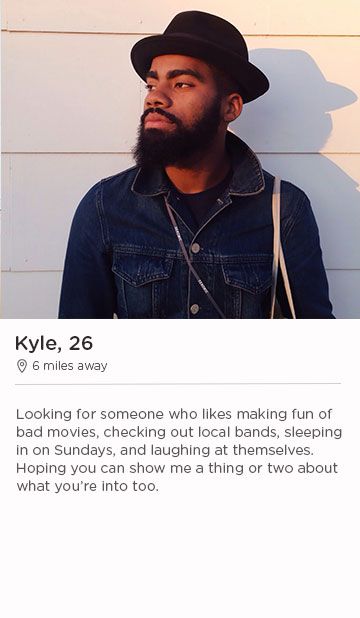 Kyle, 26
6 miles away
Looking for someone who likes making fun of
bad movies, checking out local bands, sleeping
in on Sundays, and laughing at themselves.
Hoping you can show me a thing or two about
what you’re into too.